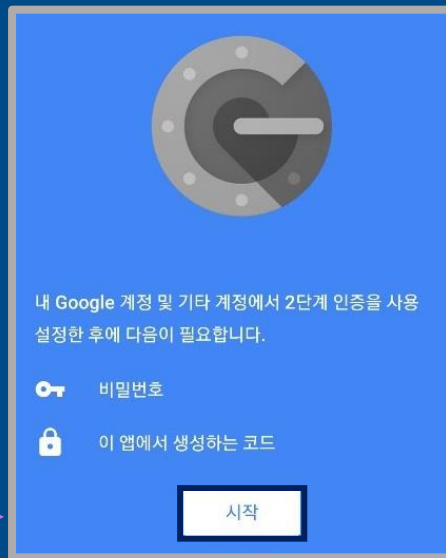 내 Google 계정 및 기타 계정에서 2단계 인증을 사용
설정한 후에 다음이 필요합니다.
비밀번호
이 앱에서 생성하는 코드
시작